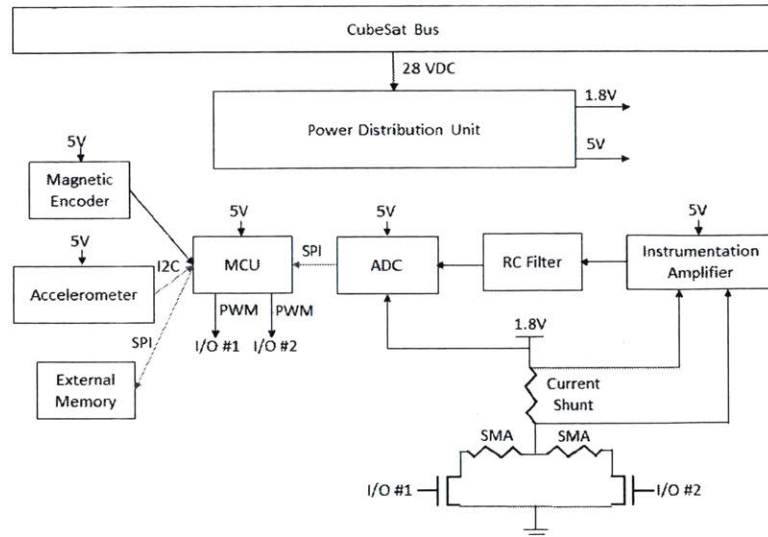 CubeSat Bus
28 VDC
1.8V
Power Distribution Unit
5V
5V
Magnetic
Encoder
5V
5V
5V
5V
I2C
SPI
MCU
ADC
RC Filter
Instrumentation
Amplifier
Accelerometer
PWM
PWM
SPI
I/O #1
I/O #2
1.8V
External
Memory
Current
Shunt
SMA
SMA
I/O #1
I/O #2